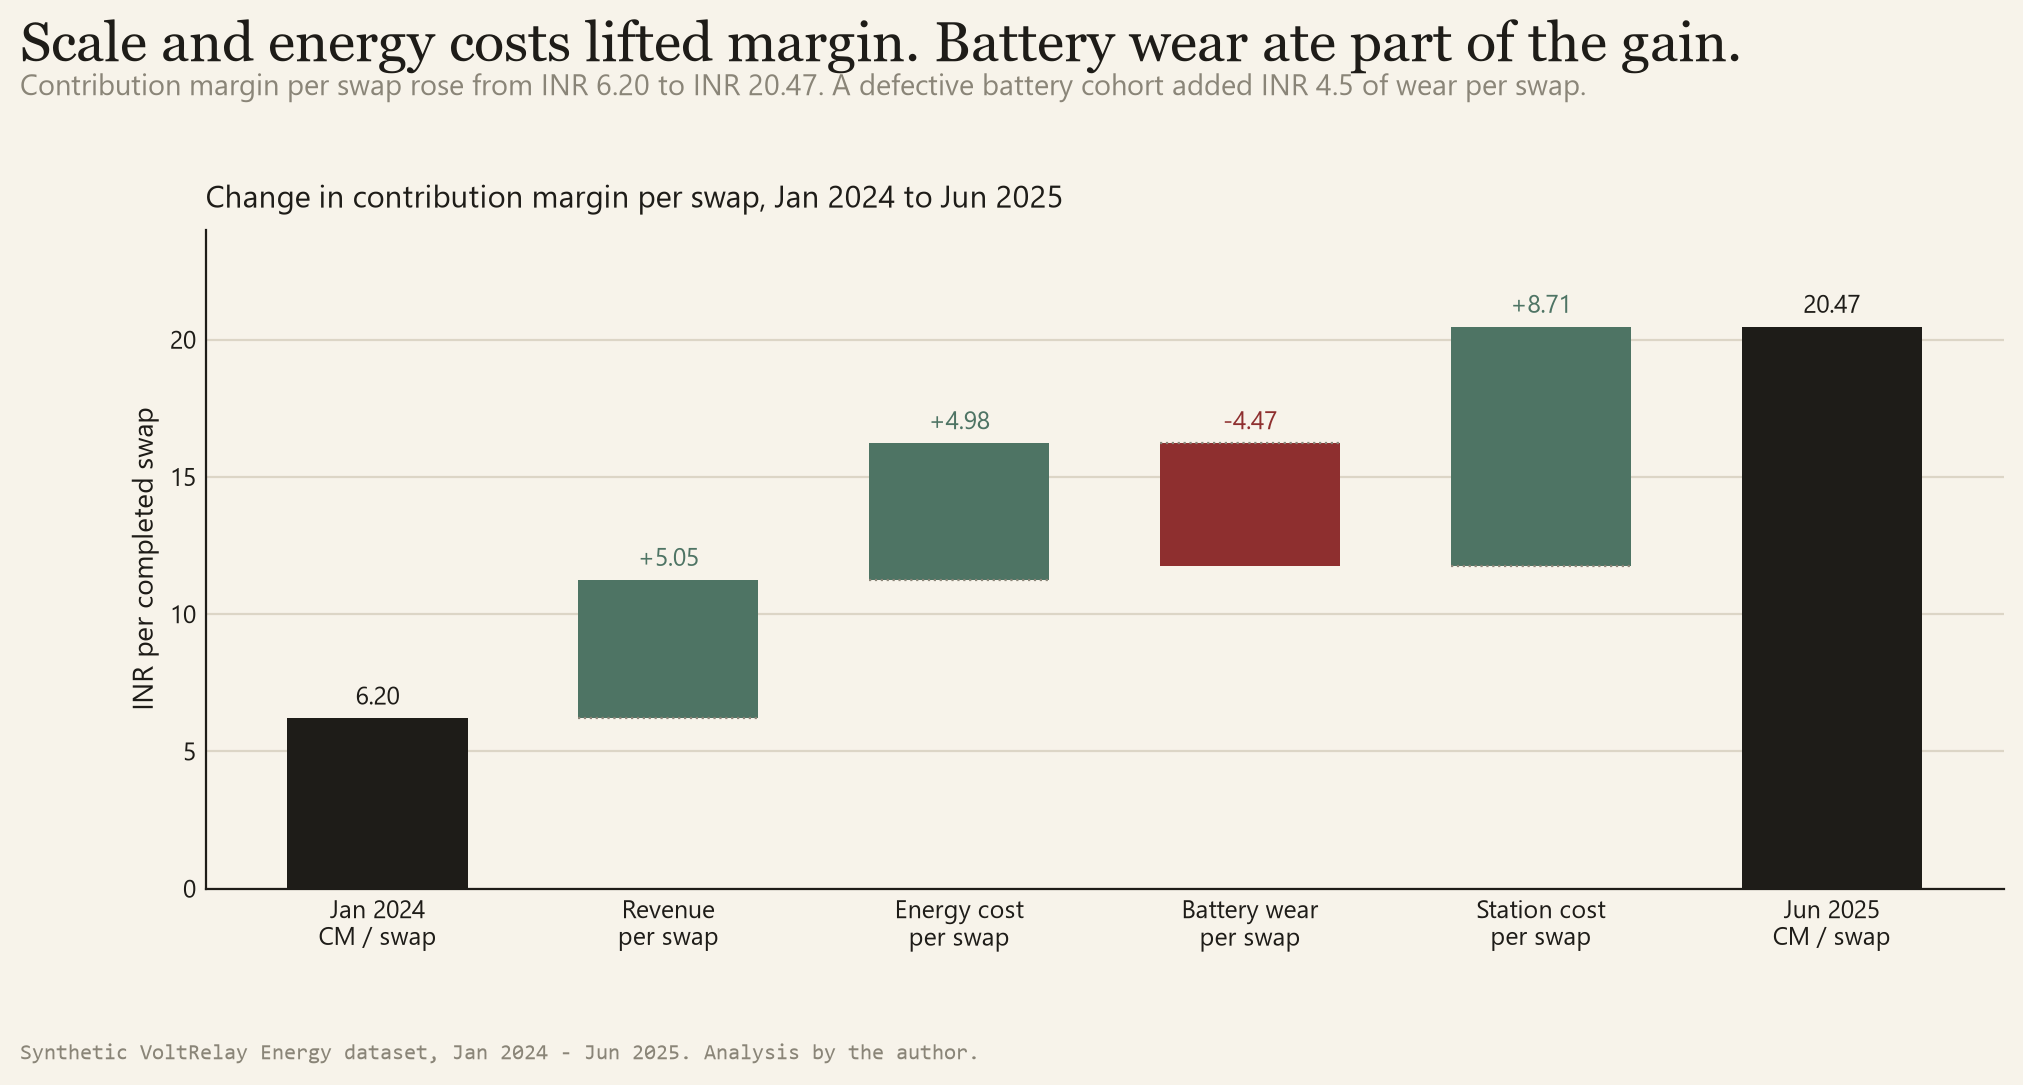 Scale and energy costs lifted margin. Battery wear ate part of the gain.
Contribution margin per swap rose from INR 6.20 to INR 20.47. A defective battery cohort added INR 4.5 of wear per swap.
Change in contribution margin per swap, Jan 2024 to Jun 2025
INR per completed swap
20
15
10
5
0
6.20
+5.05
+4.98
-4.47
+8.71
20.47
Jan 2024
CM / swap
Revenue
per swap
Energy cost
per swap
Battery wear
per swap
Station cost
per swap
Jun 2025
CM / swap
Synthetic VoltRelay Energy dataset, Jan 2024 - Jun 2025. Analysis by the author.